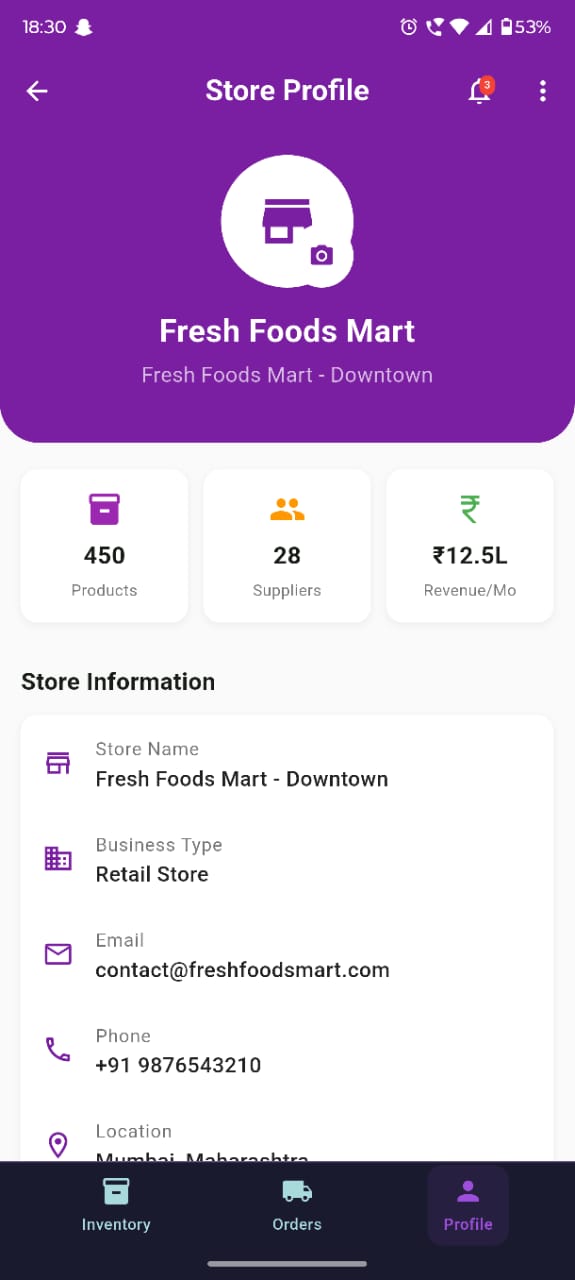 18:30
53%
Store Profile
3
Fresh Foods Mart
Fresh Foods Mart - Downtown
450
Products
28
Suppliers
₹
₹12.5L
Revenue/Mo
Store Information
Store Name
Fresh Foods Mart - Downtown
Business Type
Retail Store
Email
contact@freshfoodsmart.com
Phone
+91 9876543210
Location
Mumbai, Maharashtra
Inventory
Orders
Profile